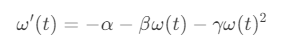 ω′(t) = −α − βω(t) − γω(t)²